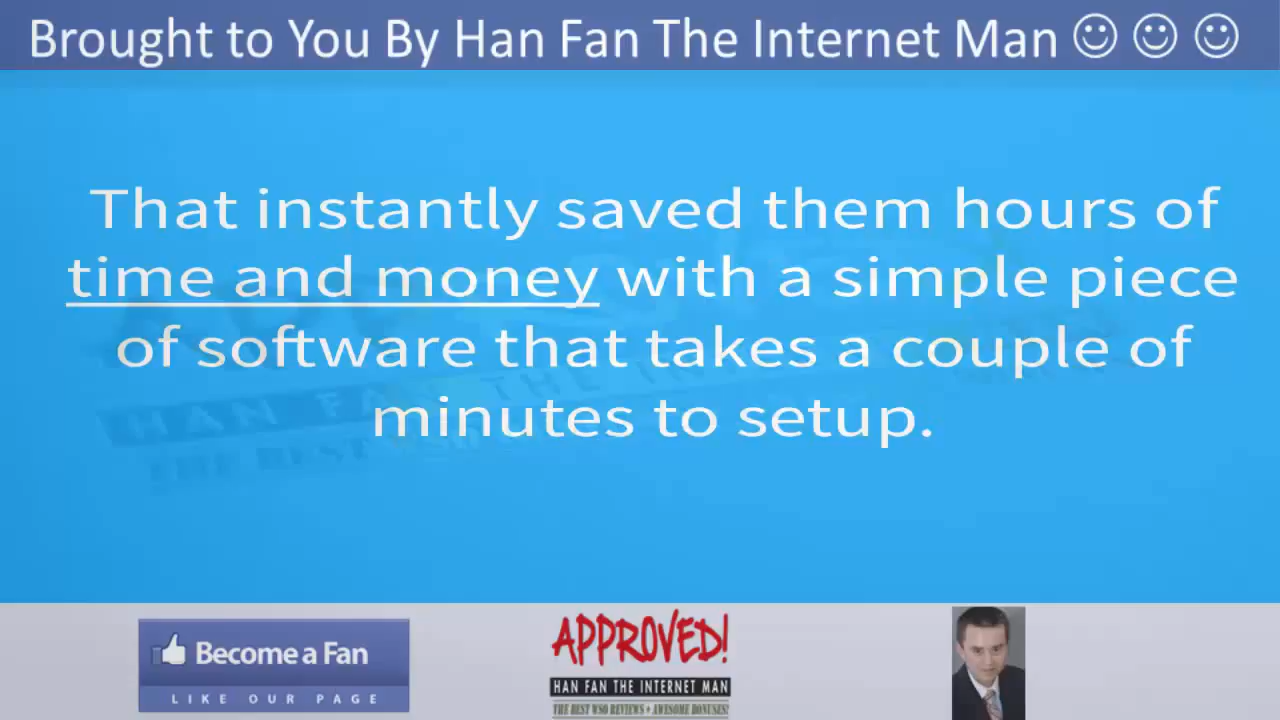 Brought to You By Han Fan The Internet Man ☺ ☺ ☺
That instantly saved them hours of
time and money with a simple piece
of software that takes a couple of
minutes to setup.
Become a Fan
LIKE OUR PAGE
APPROVED!
HAN FAN THE INTERNET MAN
THE BEST WSO REVIEWS + AWESOME BONUSES!